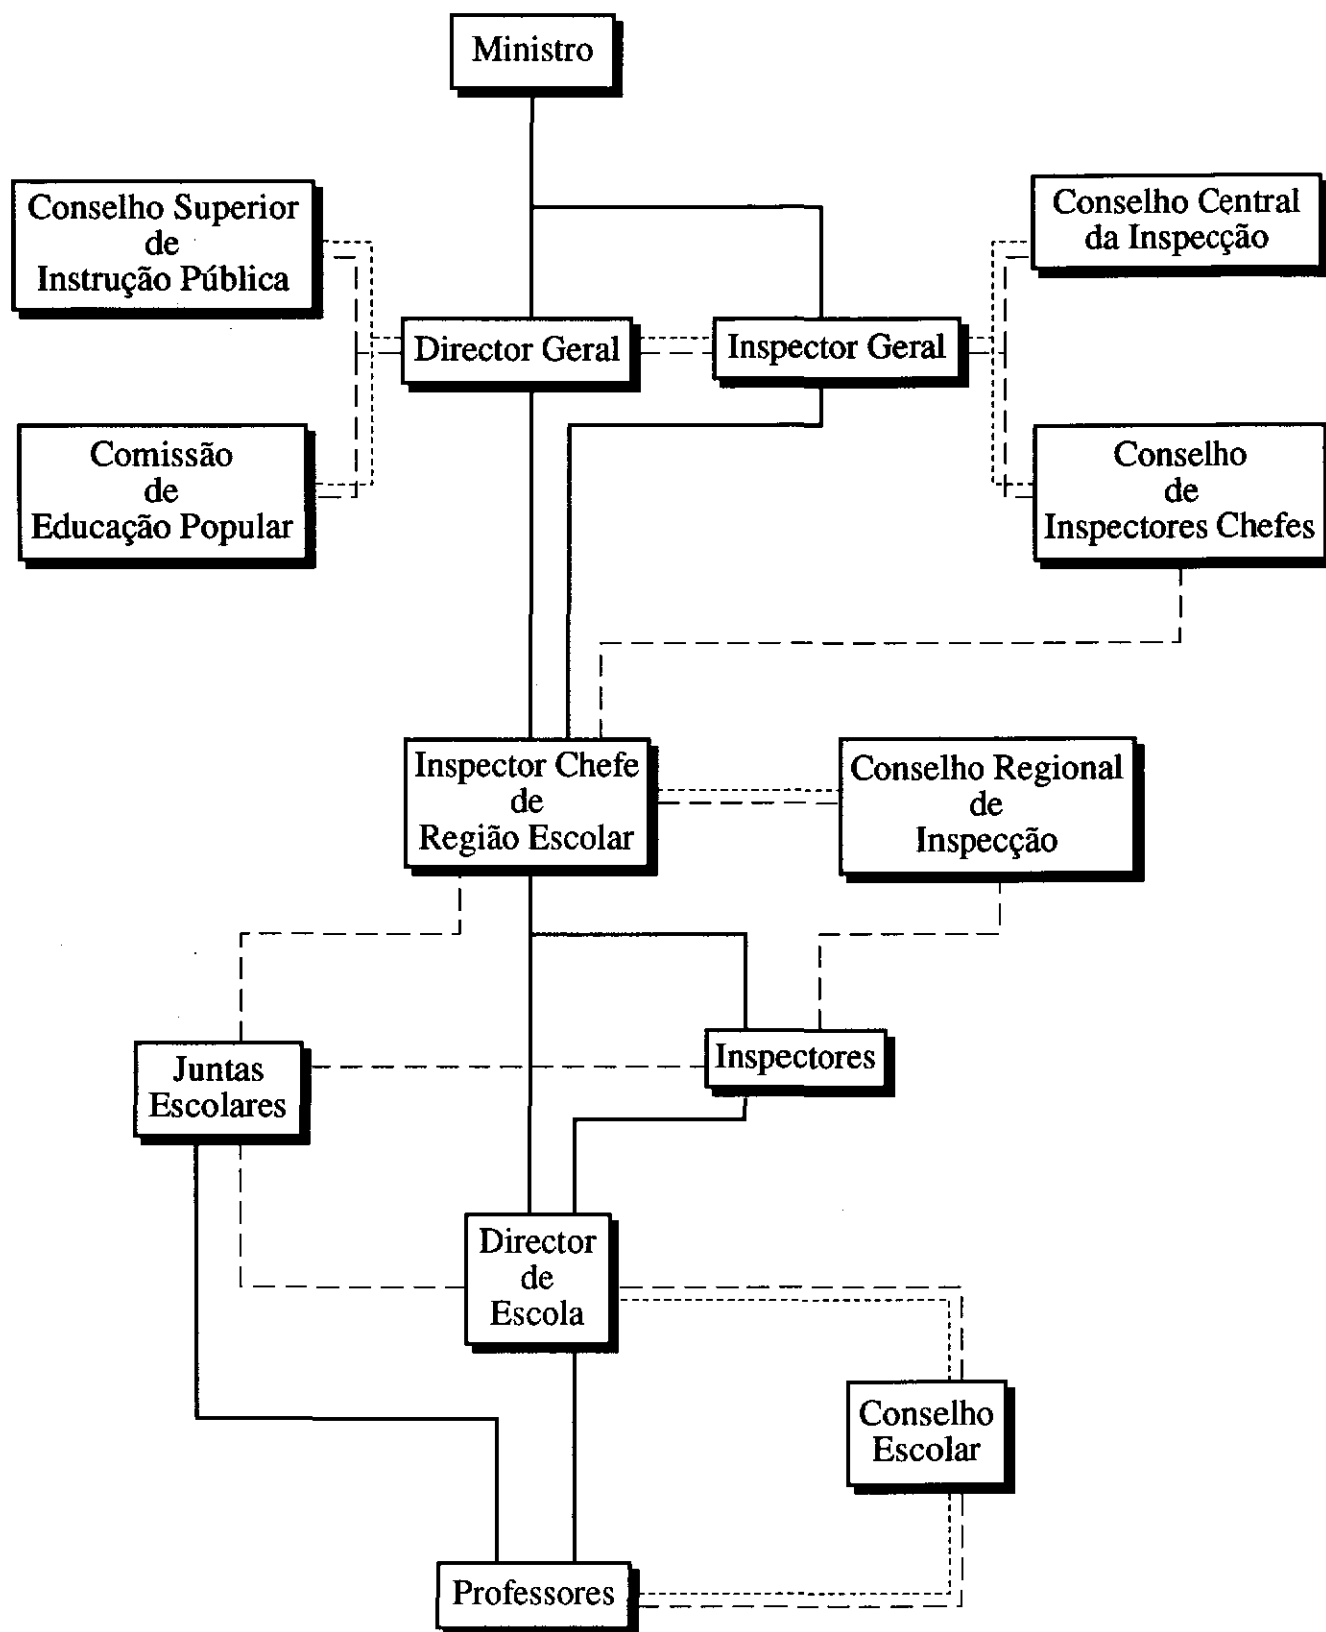 Ministro
Conselho Superior
de
Instrução Pública
Conselho Central
da Inspecção
Director Geral
Inspector Geral
Comissão
de
Educação Popular
Conselho
de
Inspectores Chefes
Inspector Chefe
de
Região Escolar
Conselho Regional
de
Inspecção
Juntas
Escolares
Inspectores
Director
de
Escola
Conselho
Escolar
Professores